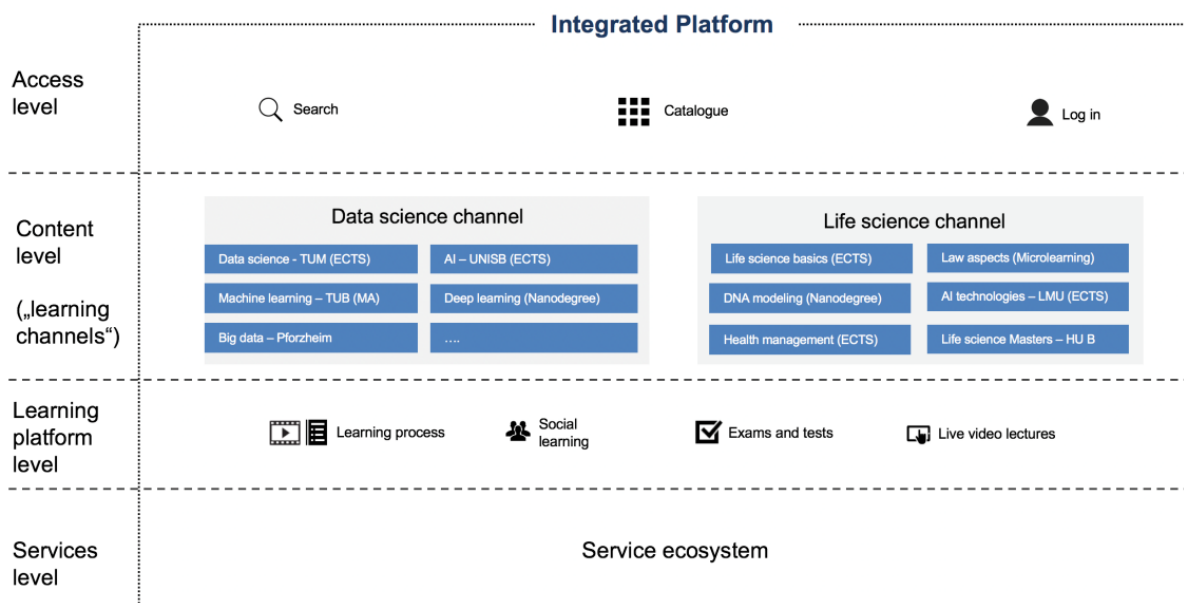 Integrated Platform
Access
level
Search
Catalogue
Log in
Content
level
(„learning
channels“)
Data science channel
Data science - TUM (ECTS)
AI – UNISB (ECTS)
Machine learning – TUB (MA)
Deep learning (Nanodegree)
Big data – Pforzheim
....
Life science channel
Life science basics (ECTS)
Law aspects (Microlearning)
DNA modeling (Nanodegree)
AI technologies – LMU (ECTS)
Health management (ECTS)
Life science Masters – HU B
Learning
platform
level
Learning process
Social
learning
Exams and tests
Live video lectures
Services
level
Service ecosystem